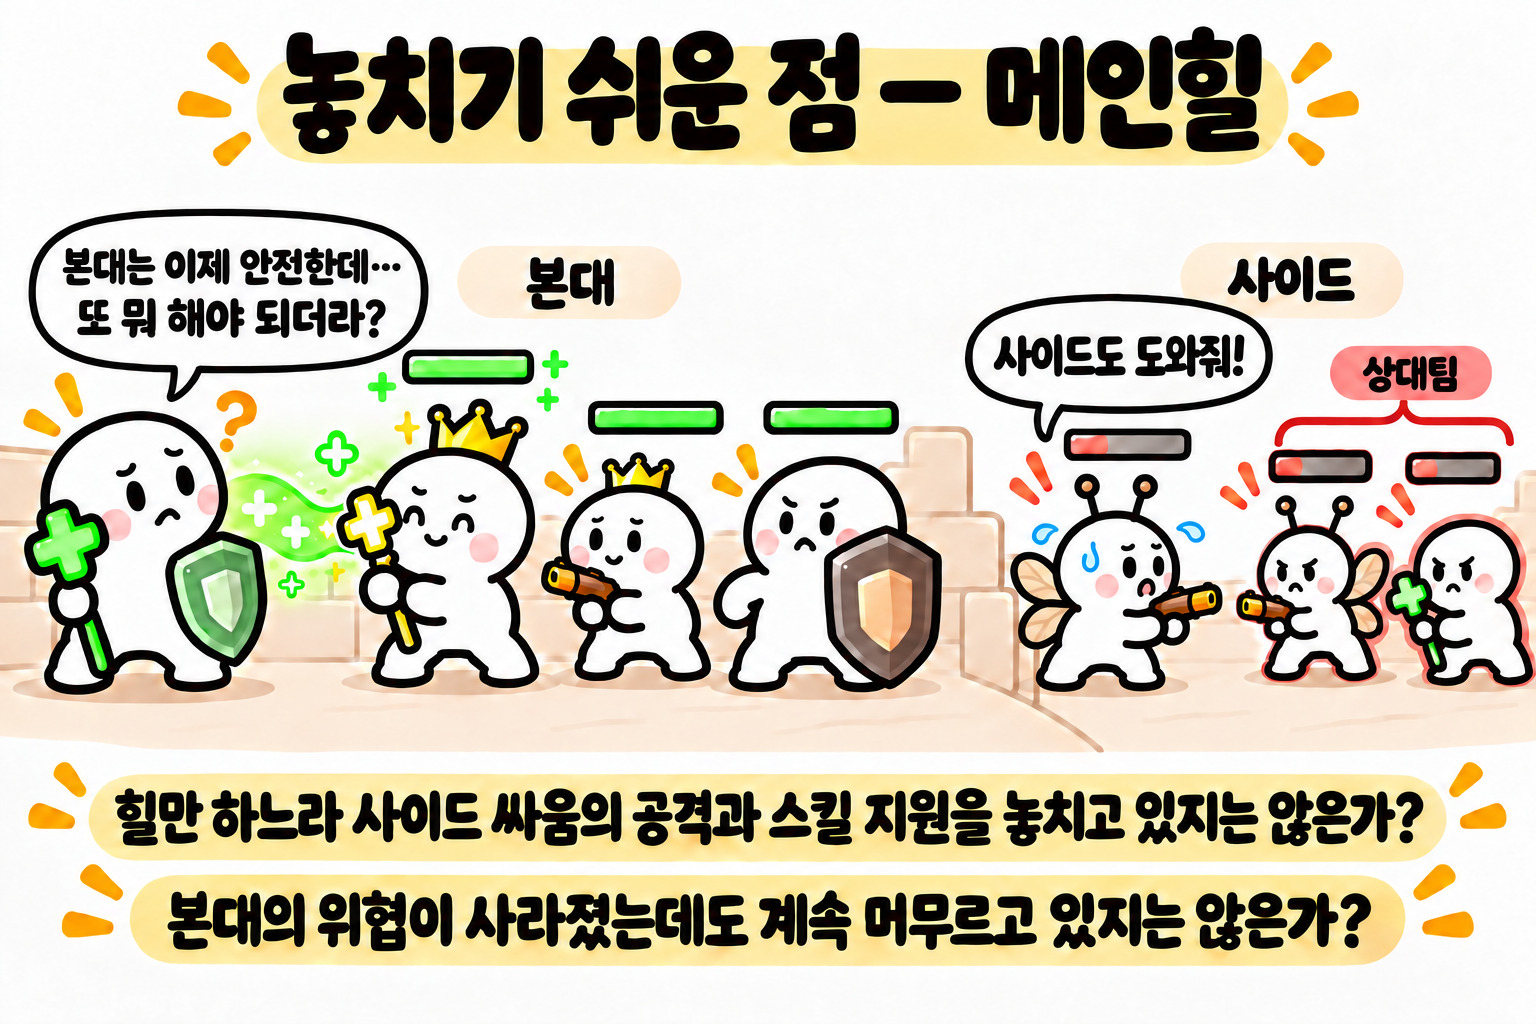 놓치기 쉬운 점 – 메인힐
본대는 이제 안전한데…
또 뭐 해야 되더라?
본대
사이드
사이드도 도와줘!
상대팀
힐만 하느라 사이드 싸움의 공격과 스킬 지원을 놓치고 있지는 않은가?
본대의 위협이 사라졌는데도 계속 머무르고 있지는 않은가?